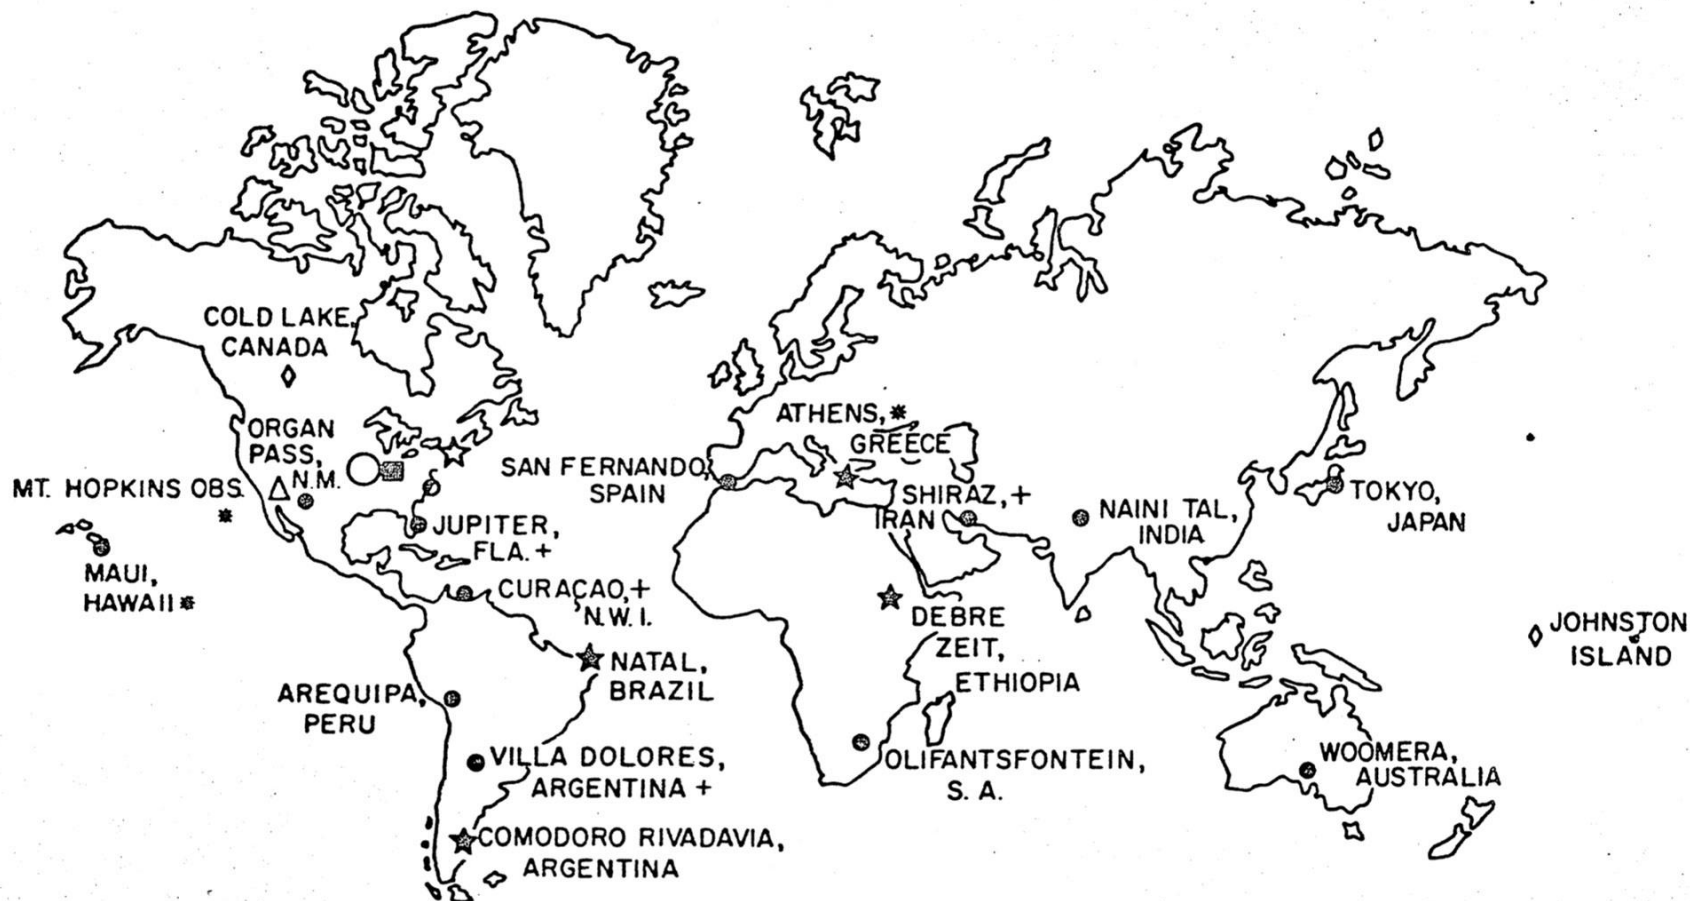 COLD LAKE,
CANADA
ORGAN
PASS,
N.M.
MT. HOPKINS OBS.
MAUI,
HAWAII *
JUPITER,
FLA. +
CURAÇAO, +
N.W.I.
NATAL,
BRAZIL
AREQUIPA,
PERU
VILLA DOLORES,
ARGENTINA +
COMODORO RIVADAVIA,
ARGENTINA
SAN FERNANDO,
SPAIN
ATHENS, *
GREECE
SHIRAZ, +
IRAN
NAINI TAL,
INDIA
TOKYO,
JAPAN
DEBRE
ZEIT,
ETHIOPIA
OLIFANTSFONTEIN,
S. A.
WOOMERA,
AUSTRALIA
JOHNSTON
ISLAND